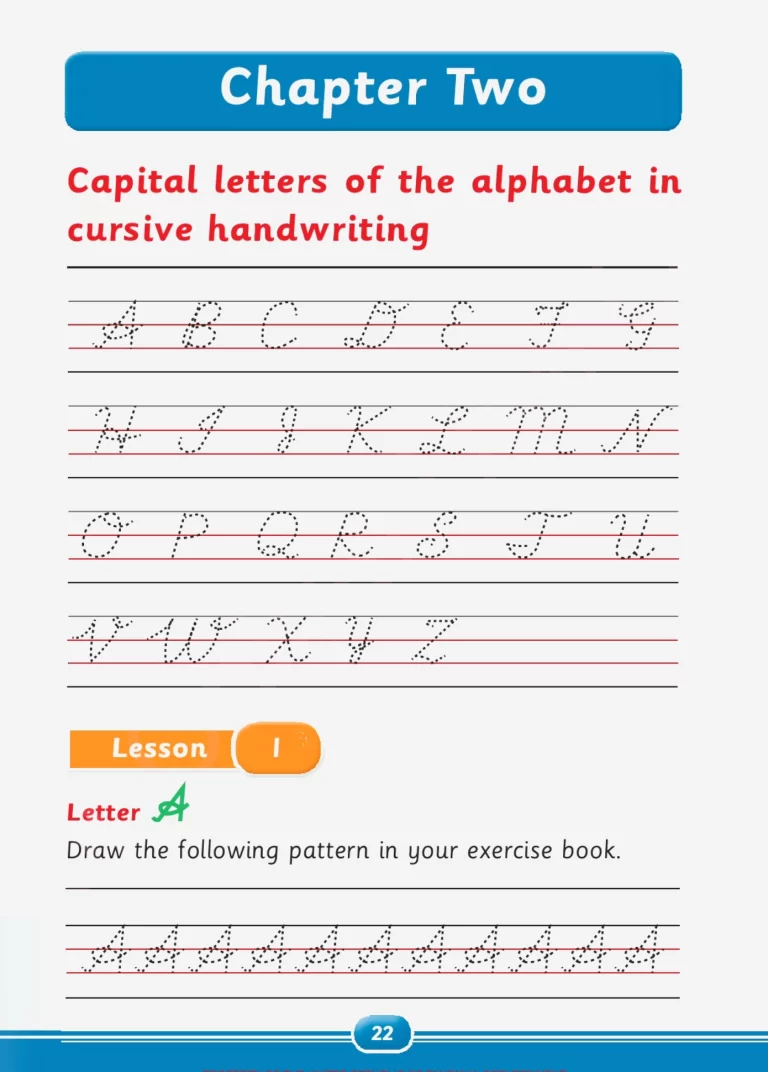 Chapter Two
Capital letters of the alphabet in
cursive handwriting
A B C D E F G
H I J K L M N
O P Q R S T U
V W X Y Z
Lesson 1
Letter A
Draw the following pattern in your exercise book.
A A A A A A A A A A A
22